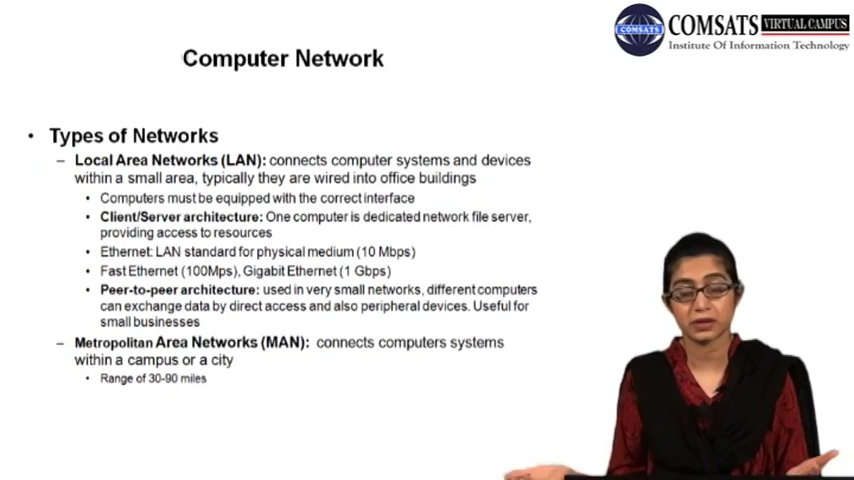 COMSATS VIRTUAL CAMPUS
COMSATS
Institute Of Information Technology
Computer Network
• Types of Networks
– Local Area Networks (LAN): connects computer systems and devices
within a small area, typically they are wired into office buildings
• Computers must be equipped with the correct interface
• Client/Server architecture: One computer is dedicated network file server,
providing access to resources
• Ethernet: LAN standard for physical medium (10 Mbps)
• Fast Ethernet (100Mps), Gigabit Ethernet (1 Gbps)
• Peer-to-peer architecture: used in very small networks, different computers
can exchange data by direct access and also peripheral devices. Useful for
small businesses
– Metropolitan Area Networks (MAN): connects computers systems
within a campus or a city
• Range of 30-90 miles